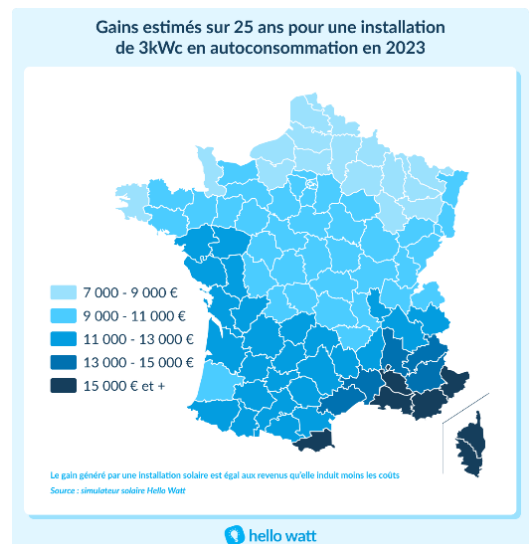 Gains estimés sur 25 ans pour une installation
de 3kWc en autoconsommation en 2023
7 000 - 9 000 €
9 000 - 11 000 €
11 000 - 13 000 €
13 000 - 15 000 €
15 000 € et +
Le gain généré par une installation solaire est égal aux revenus qu'elle induit moins les coûts
Source : simulateur solaire Hello Watt
hello watt